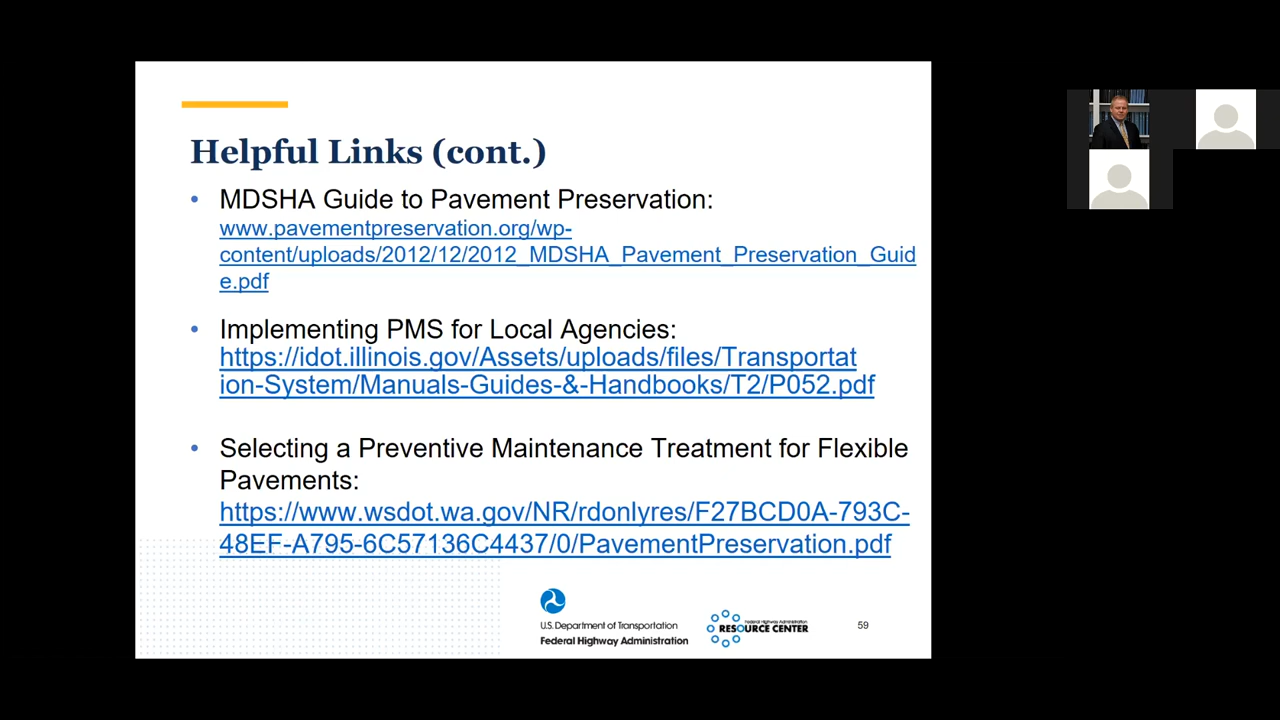 Helpful Links (cont.)
• MDSHA Guide to Pavement Preservation:
www.pavementpreservation.org/wp-
content/uploads/2012/12/2012_MDSHA_Pavement_Preservation_Guid
e.pdf
• Implementing PMS for Local Agencies:
https://idot.illinois.gov/Assets/uploads/files/Transportat
ion-System/Manuals-Guides-&-Handbooks/T2/P052.pdf
• Selecting a Preventive Maintenance Treatment for Flexible
Pavements:
https://www.wsdot.wa.gov/NR/rdonlyres/F27BCD0A-793C-
48EF-A795-6C57136C4437/0/PavementPreservation.pdf
U.S. Department of Transportation
Federal Highway Administration
Federal Highway Administration
RESOURCE CENTER
59